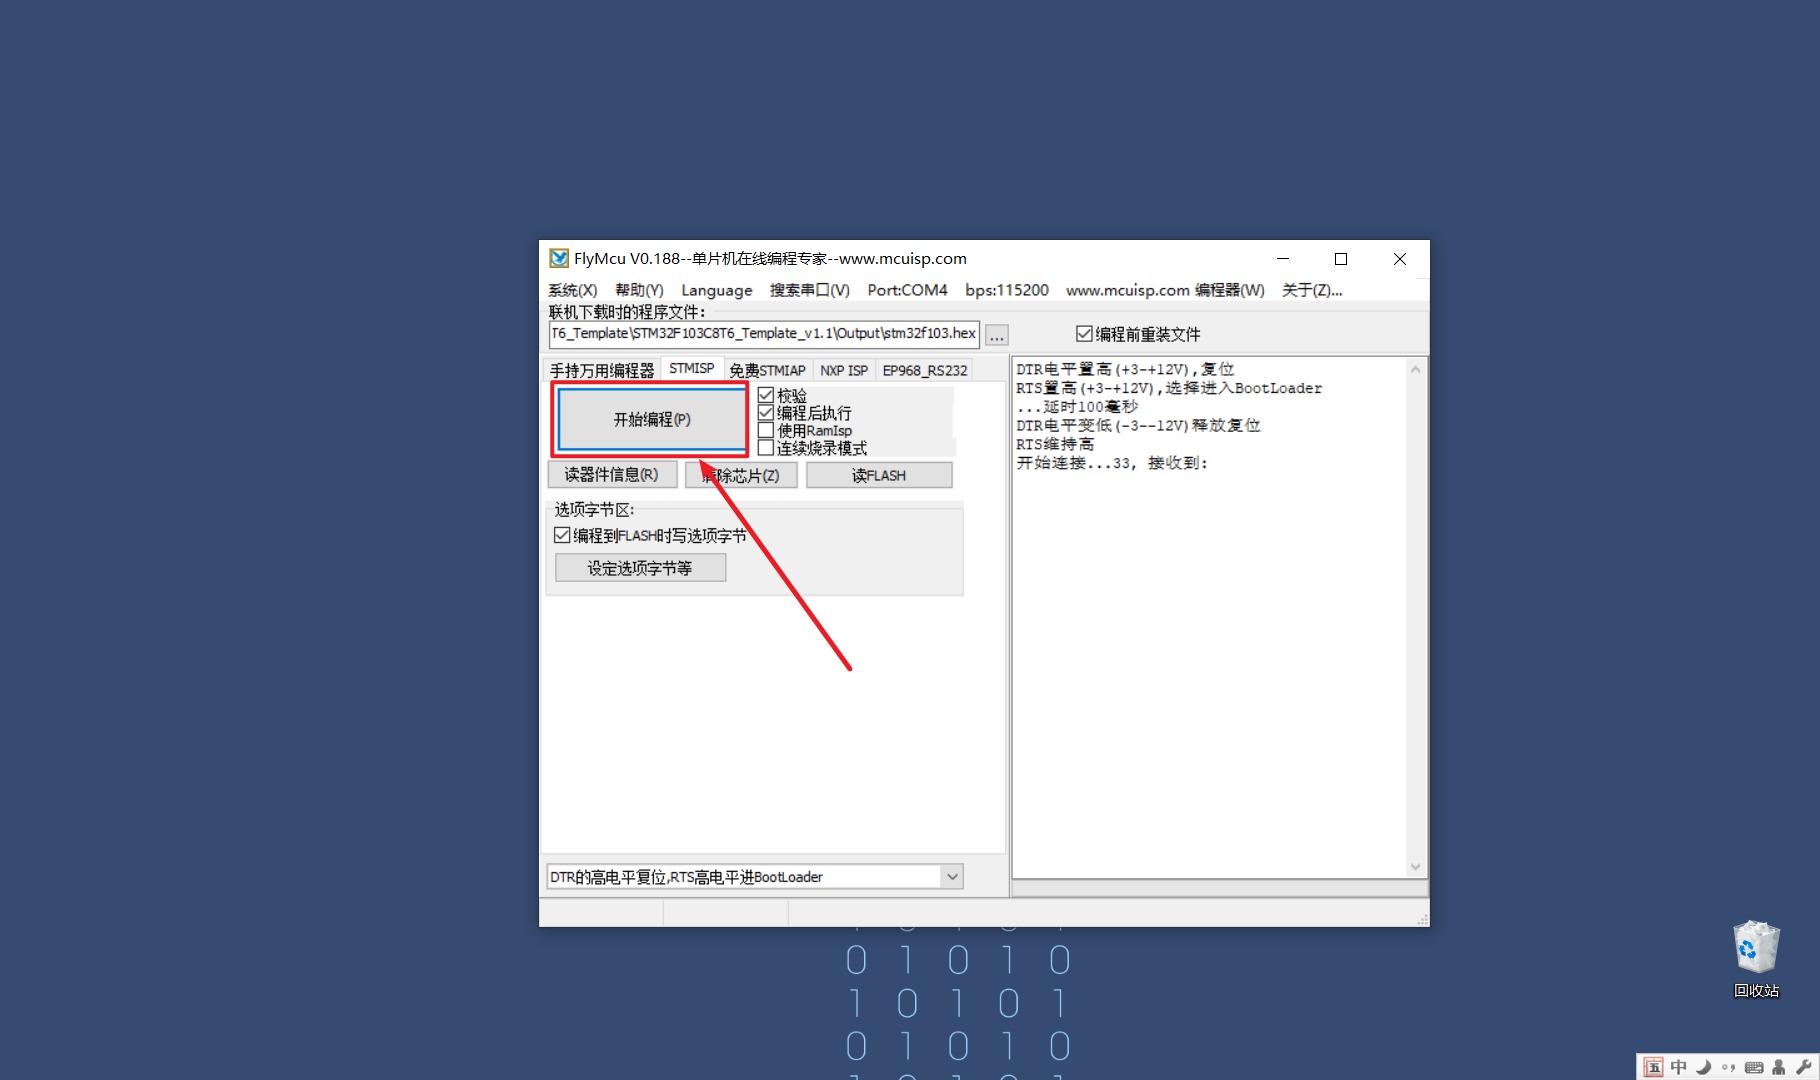 FlyMcu V0.188--单片机在线编程专家--www.mcuisp.com
系统(X) 帮助(Y) Language 搜索串口(V) Port:COM4 bps:115200 www.mcuisp.com 编程器(W) 关于(Z)...
联机下载时的程序文件:
T6_Template\STM32F103C8T6_Template_v1.1\Output\stm32f103.hex ... 编程前重装文件
手持万用编程器 STMISP 免费STMIAP NXP ISP EP968_RS232
开始编程(P)
校验
编程后执行
使用RamIsp
连续烧录模式
读器件信息(R) 除芯片(Z) 读FLASH
选项字节区:
编程到FLASH时写选项字节
设定选项字节等
DTR的高电平复位,RTS高电平进BootLoader
DTR电平置高(+3-+12V),复位
RTS置高(+3-+12V),选择进入BootLoader
...延时100毫秒
DTR电平变低(-3--12V)释放复位
RTS维持高
开始连接...33, 接收到:
0 1 0 1 0
1 0 1 0 1
0 1 0 1 0
回收站
五 中